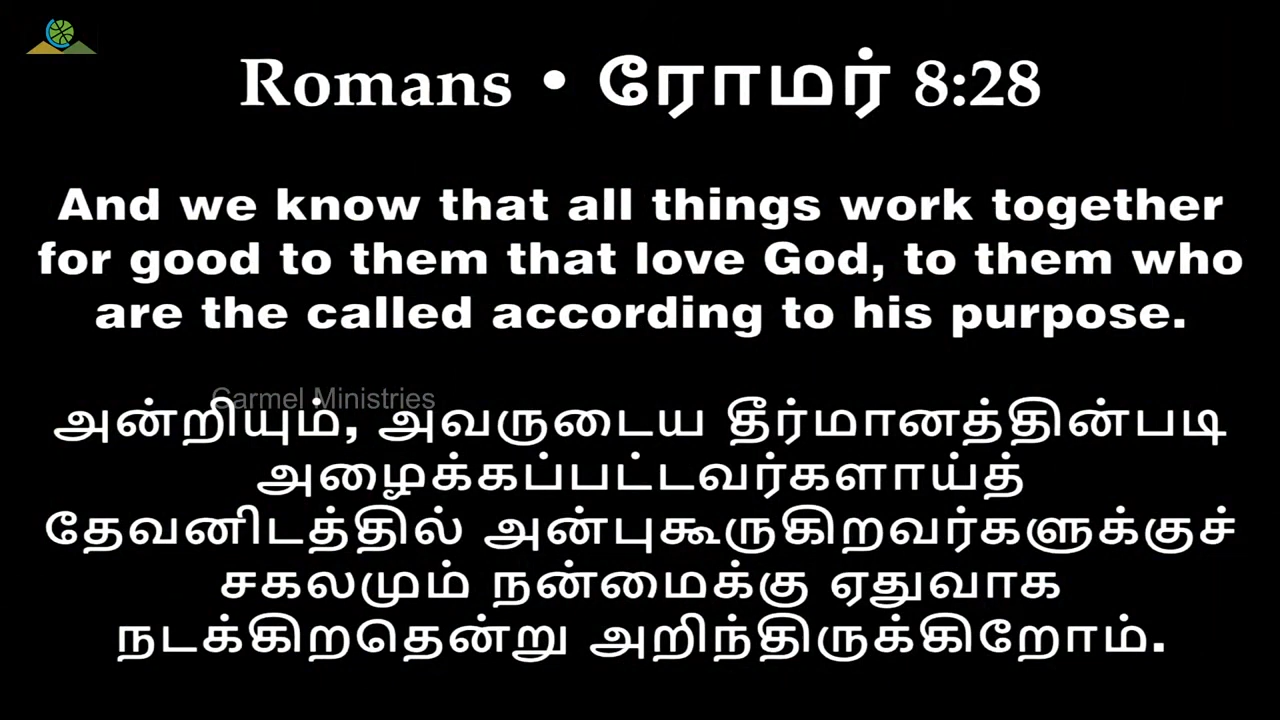 Romans • ரோமர் 8:28
And we know that all things work together
for good to them that love God, to them who
are the called according to his purpose.
Carmel Ministries
அன்றியும், அவருடைய தீர்மானத்தின்படி
அழைக்கப்பட்டவர்களாய்த்
தேவனிடத்தில் அன்புகூருகிறவர்களுக்குச்
சகலமும் நன்மைக்கு ஏதுவாக
நடக்கிறதென்று அறிந்திருக்கிறோம்.